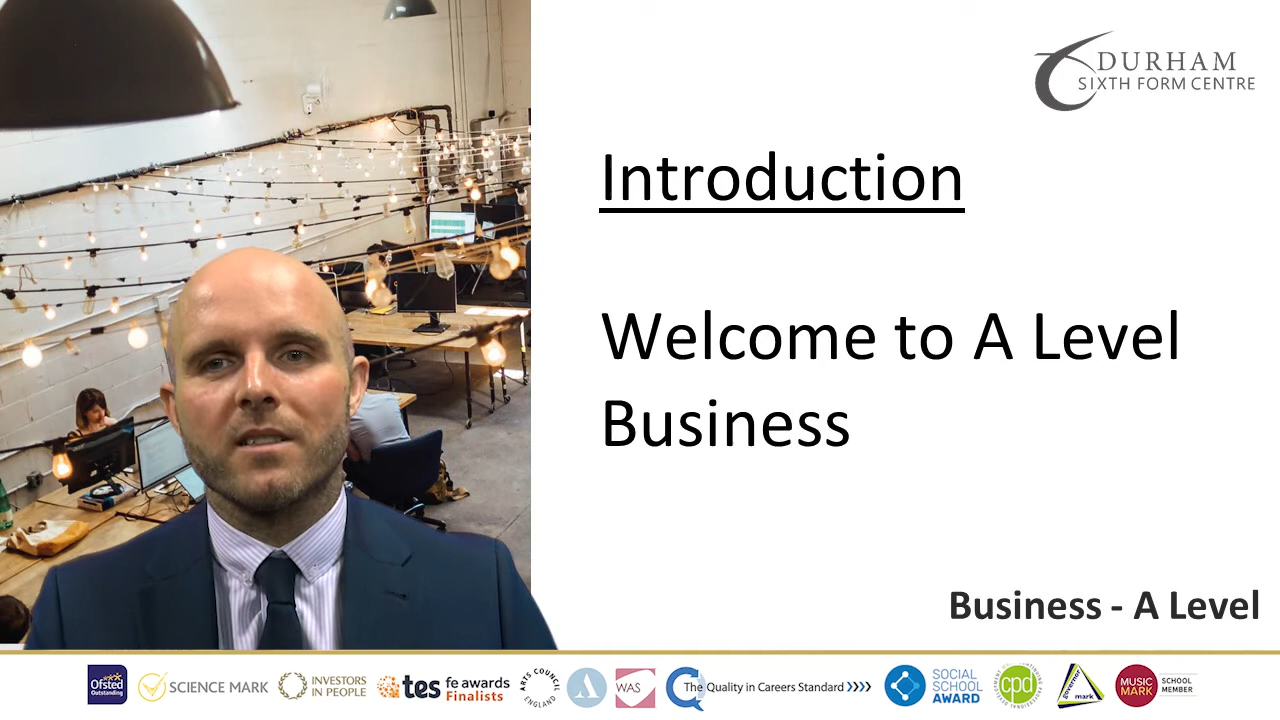 DURHAM
SIXTH FORM CENTRE
Introduction
Welcome to A Level
Business
Business - A Level
Ofsted
Outstanding
SCIENCE MARK
INVESTORS
IN PEOPLE
tes fe awards
Finalists
ARTS COUNCIL
ENGLAND
WAS
The Quality in Careers Standard
SOCIAL
SCHOOL
AWARD
cpd
governor
mark
MUSIC
MARK
SCHOOL
MEMBER